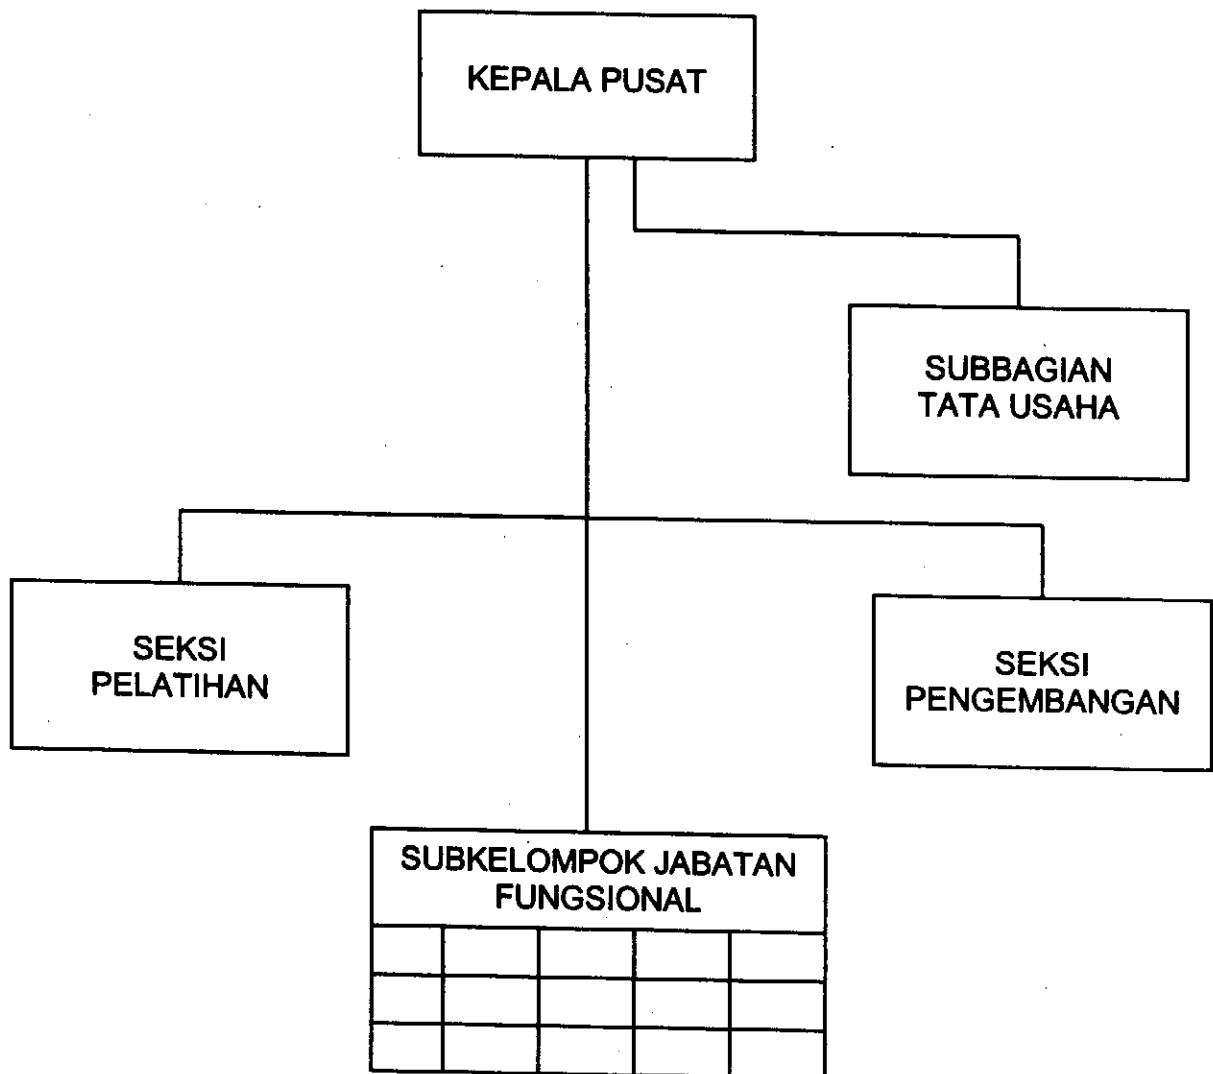 KEPALA PUSAT
SUBBAGIAN
TATA USAHA
SEKSI
PELATIHAN
SEKSI
PENGEMBANGAN
SUBKELOMPOK JABATAN
FUNGSIONAL